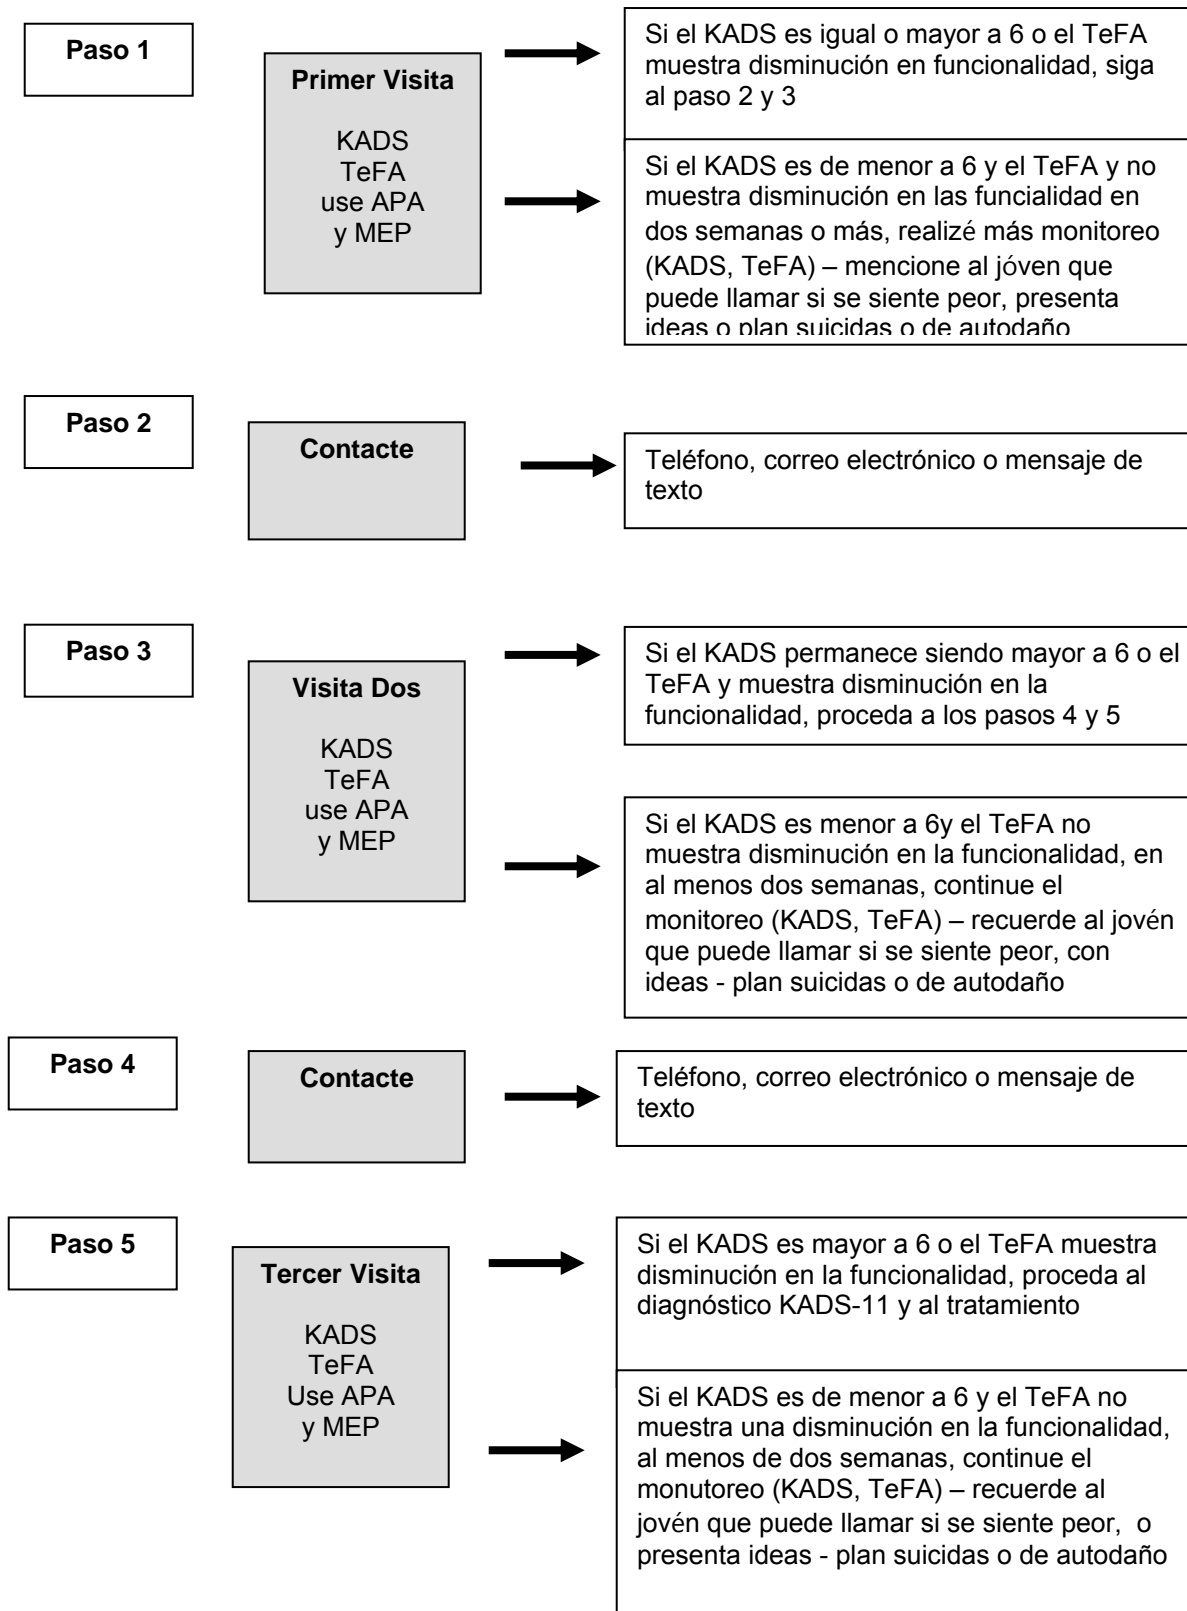 Paso 1
Primer Visita
KADS
TeFA
use APA
y MEP
Si el KADS es igual o mayor a 6 o el TeFA
muestra disminución en funcionalidad, siga
al paso 2 y 3
Si el KADS es de menor a 6 y el TeFA y no
muestra disminución en las funcialidad en
dos semanas o más, realizé más monitoreo
(KADS, TeFA) – mencione al jóven que
puede llamar si se siente peor, presenta
ideas o plan suicidas o de autodaño
Paso 2
Contacte
Teléfono, correo electrónico o mensaje de
texto
Paso 3
Visita Dos
KADS
TeFA
use APA
y MEP
Si el KADS permanece siendo mayor a 6 o el
TeFA y muestra disminución en la
funcionalidad, proceda a los pasos 4 y 5
Si el KADS es menor a 6y el TeFA no
muestra disminución en la funcionalidad, en
al menos dos semanas, continue el
monitoreo (KADS, TeFA) – recuerde al jovén
que puede llamar si se siente peor, con
ideas - plan suicidas o de autodaño
Paso 4
Contacte
Teléfono, correo electrónico o mensaje de
texto
Paso 5
Tercer Visita
KADS
TeFA
Use APA
y MEP
Si el KADS es mayor a 6 o el TeFA muestra
disminución en la funcionalidad, proceda al
diagnóstico KADS-11 y al tratamiento
Si el KADS es de menor a 6 y el TeFA no
muestra una disminución en la funcionalidad,
al menos de dos semanas, continue el
monutoreo (KADS, TeFA) – recuerde al
jovén que puede llamar si se siente peor, o
presenta ideas - plan suicidas o de autodaño